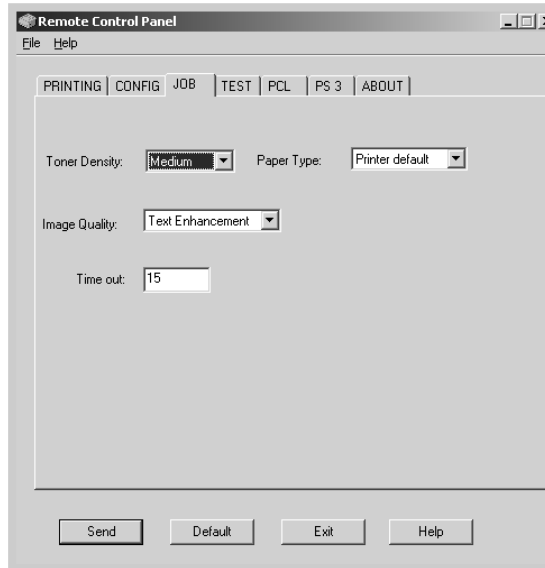 Remote Control Panel
File Help
PRINTING CONFIG JOB TEST PCL PS 3 ABOUT
Toner Density: Medium Paper Type: Printer default
Image Quality: Text Enhancement
Time out: 15
Send Default Exit Help